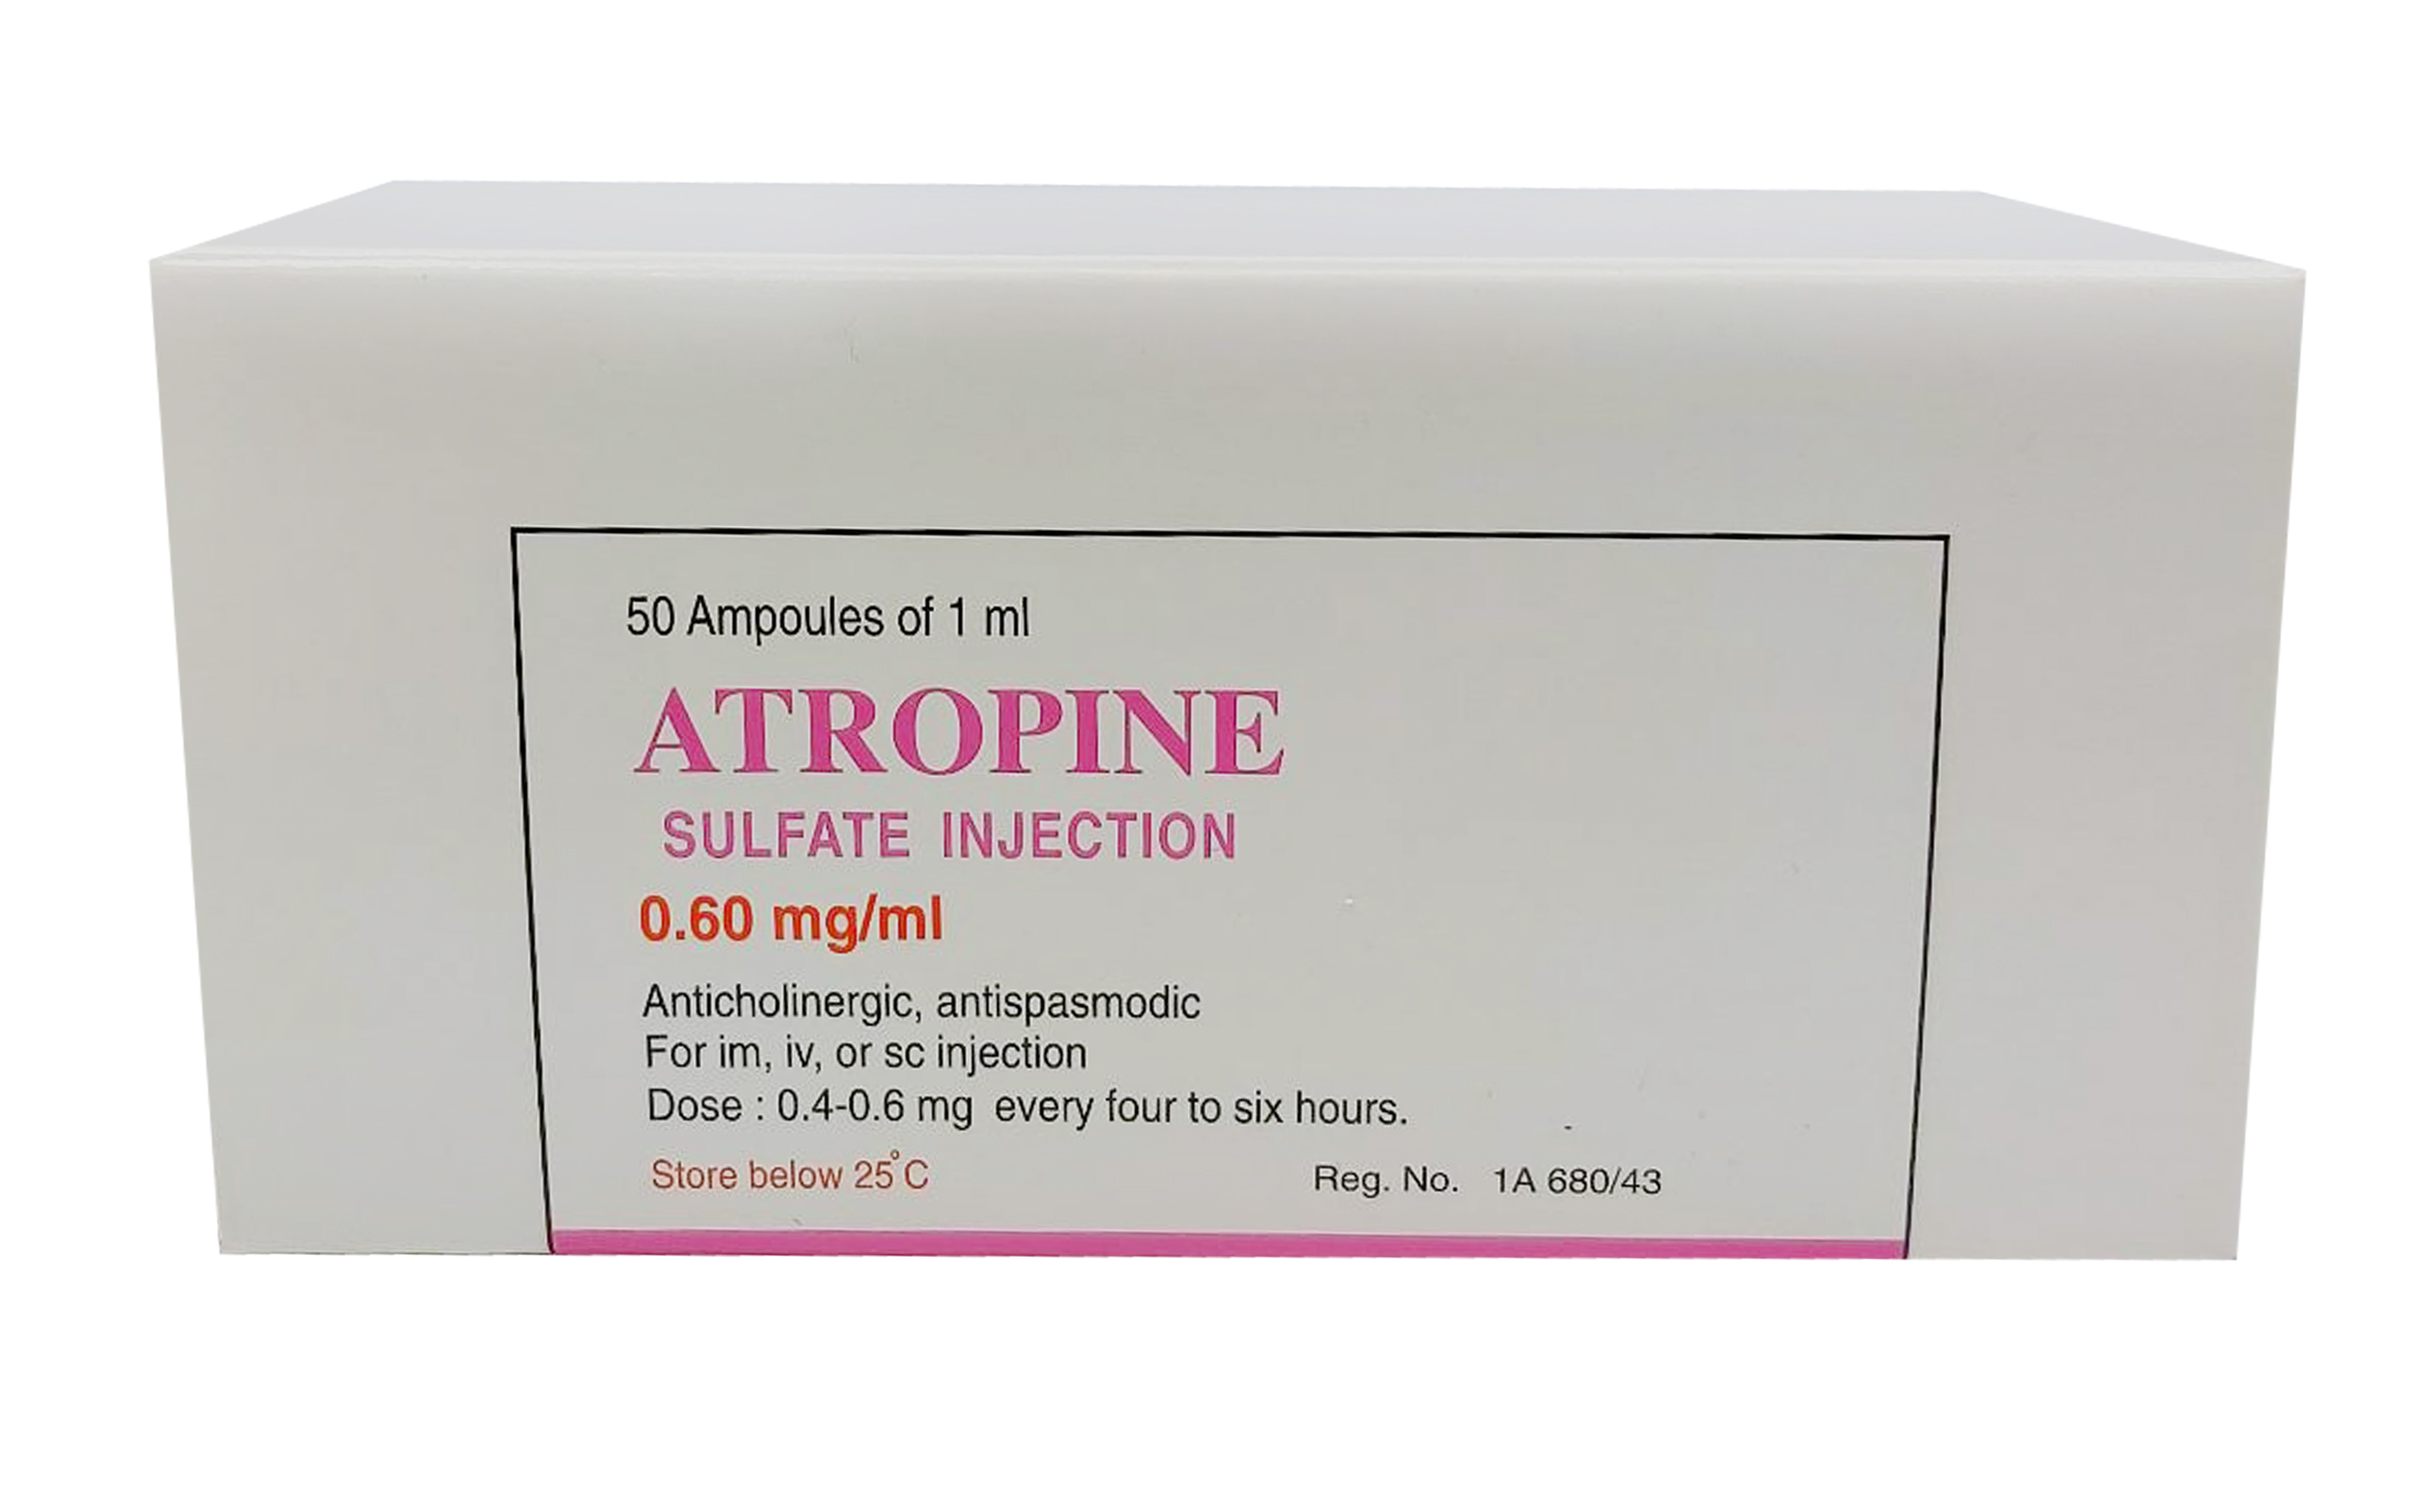 50 Ampoules of 1 ml
ATROPINE
SULFATE INJECTION
0.60 mg/ml
Anticholinergic, antispasmodic
For im, iv, or sc injection
Dose : 0.4-0.6 mg every four to six hours.
Store below 25°C Reg. No. 1A 680/43